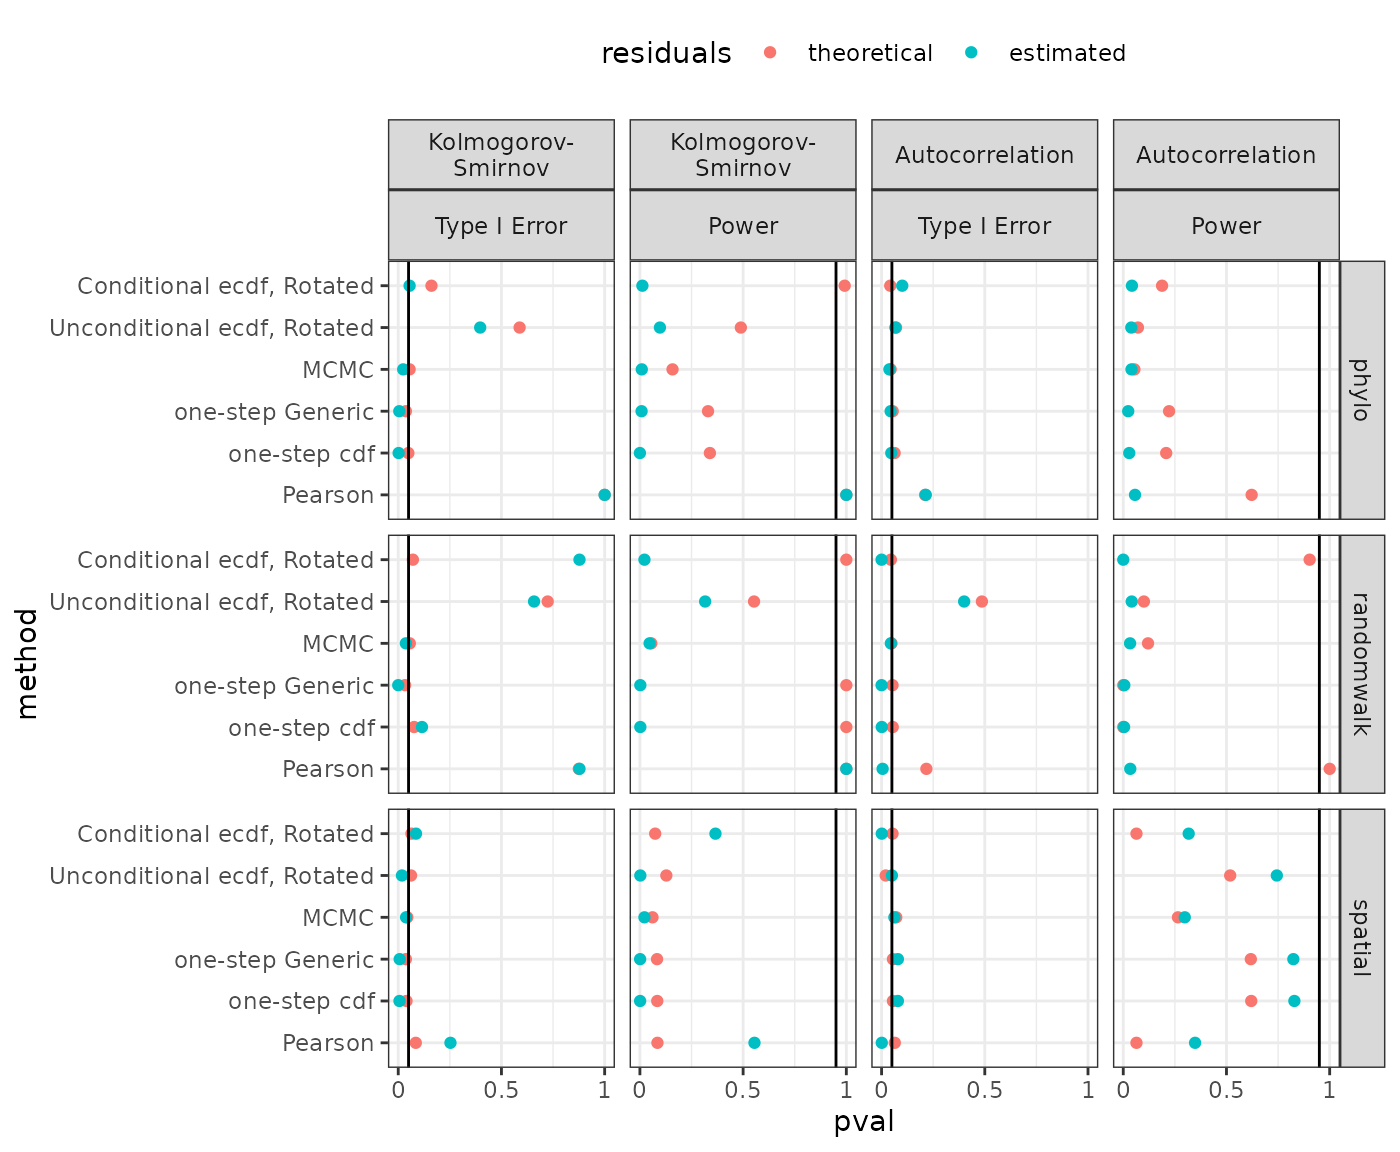 residuals theoretical estimated
Kolmogorov-
Smirnov
Kolmogorov-
Smirnov
Autocorrelation
Autocorrelation
Type I Error
Power
Type I Error
Power
Conditional ecdf, Rotated
Unconditional ecdf, Rotated
MCMC
one-step Generic
one-step cdf
Pearson
phylo
Conditional ecdf, Rotated
Unconditional ecdf, Rotated
MCMC
one-step Generic
one-step cdf
Pearson
randomwalk
Conditional ecdf, Rotated
Unconditional ecdf, Rotated
MCMC
one-step Generic
one-step cdf
Pearson
spatial
method
0 0.5 1
0 0.5 1
0 0.5 1
0 0.5 1
pval